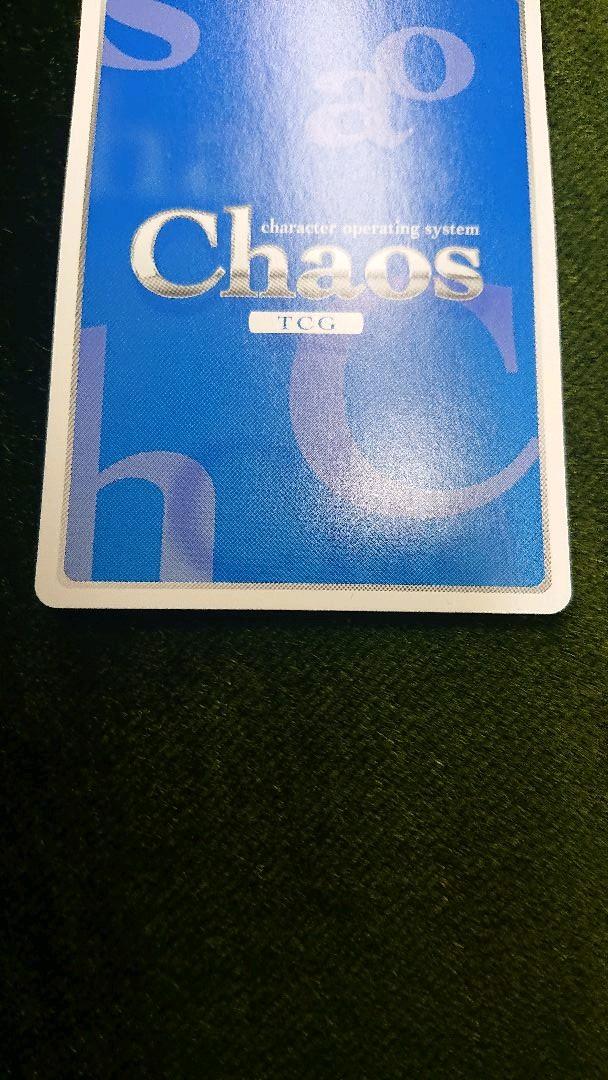 s
a o
h
character operating system
Chaos
TCG
C
h